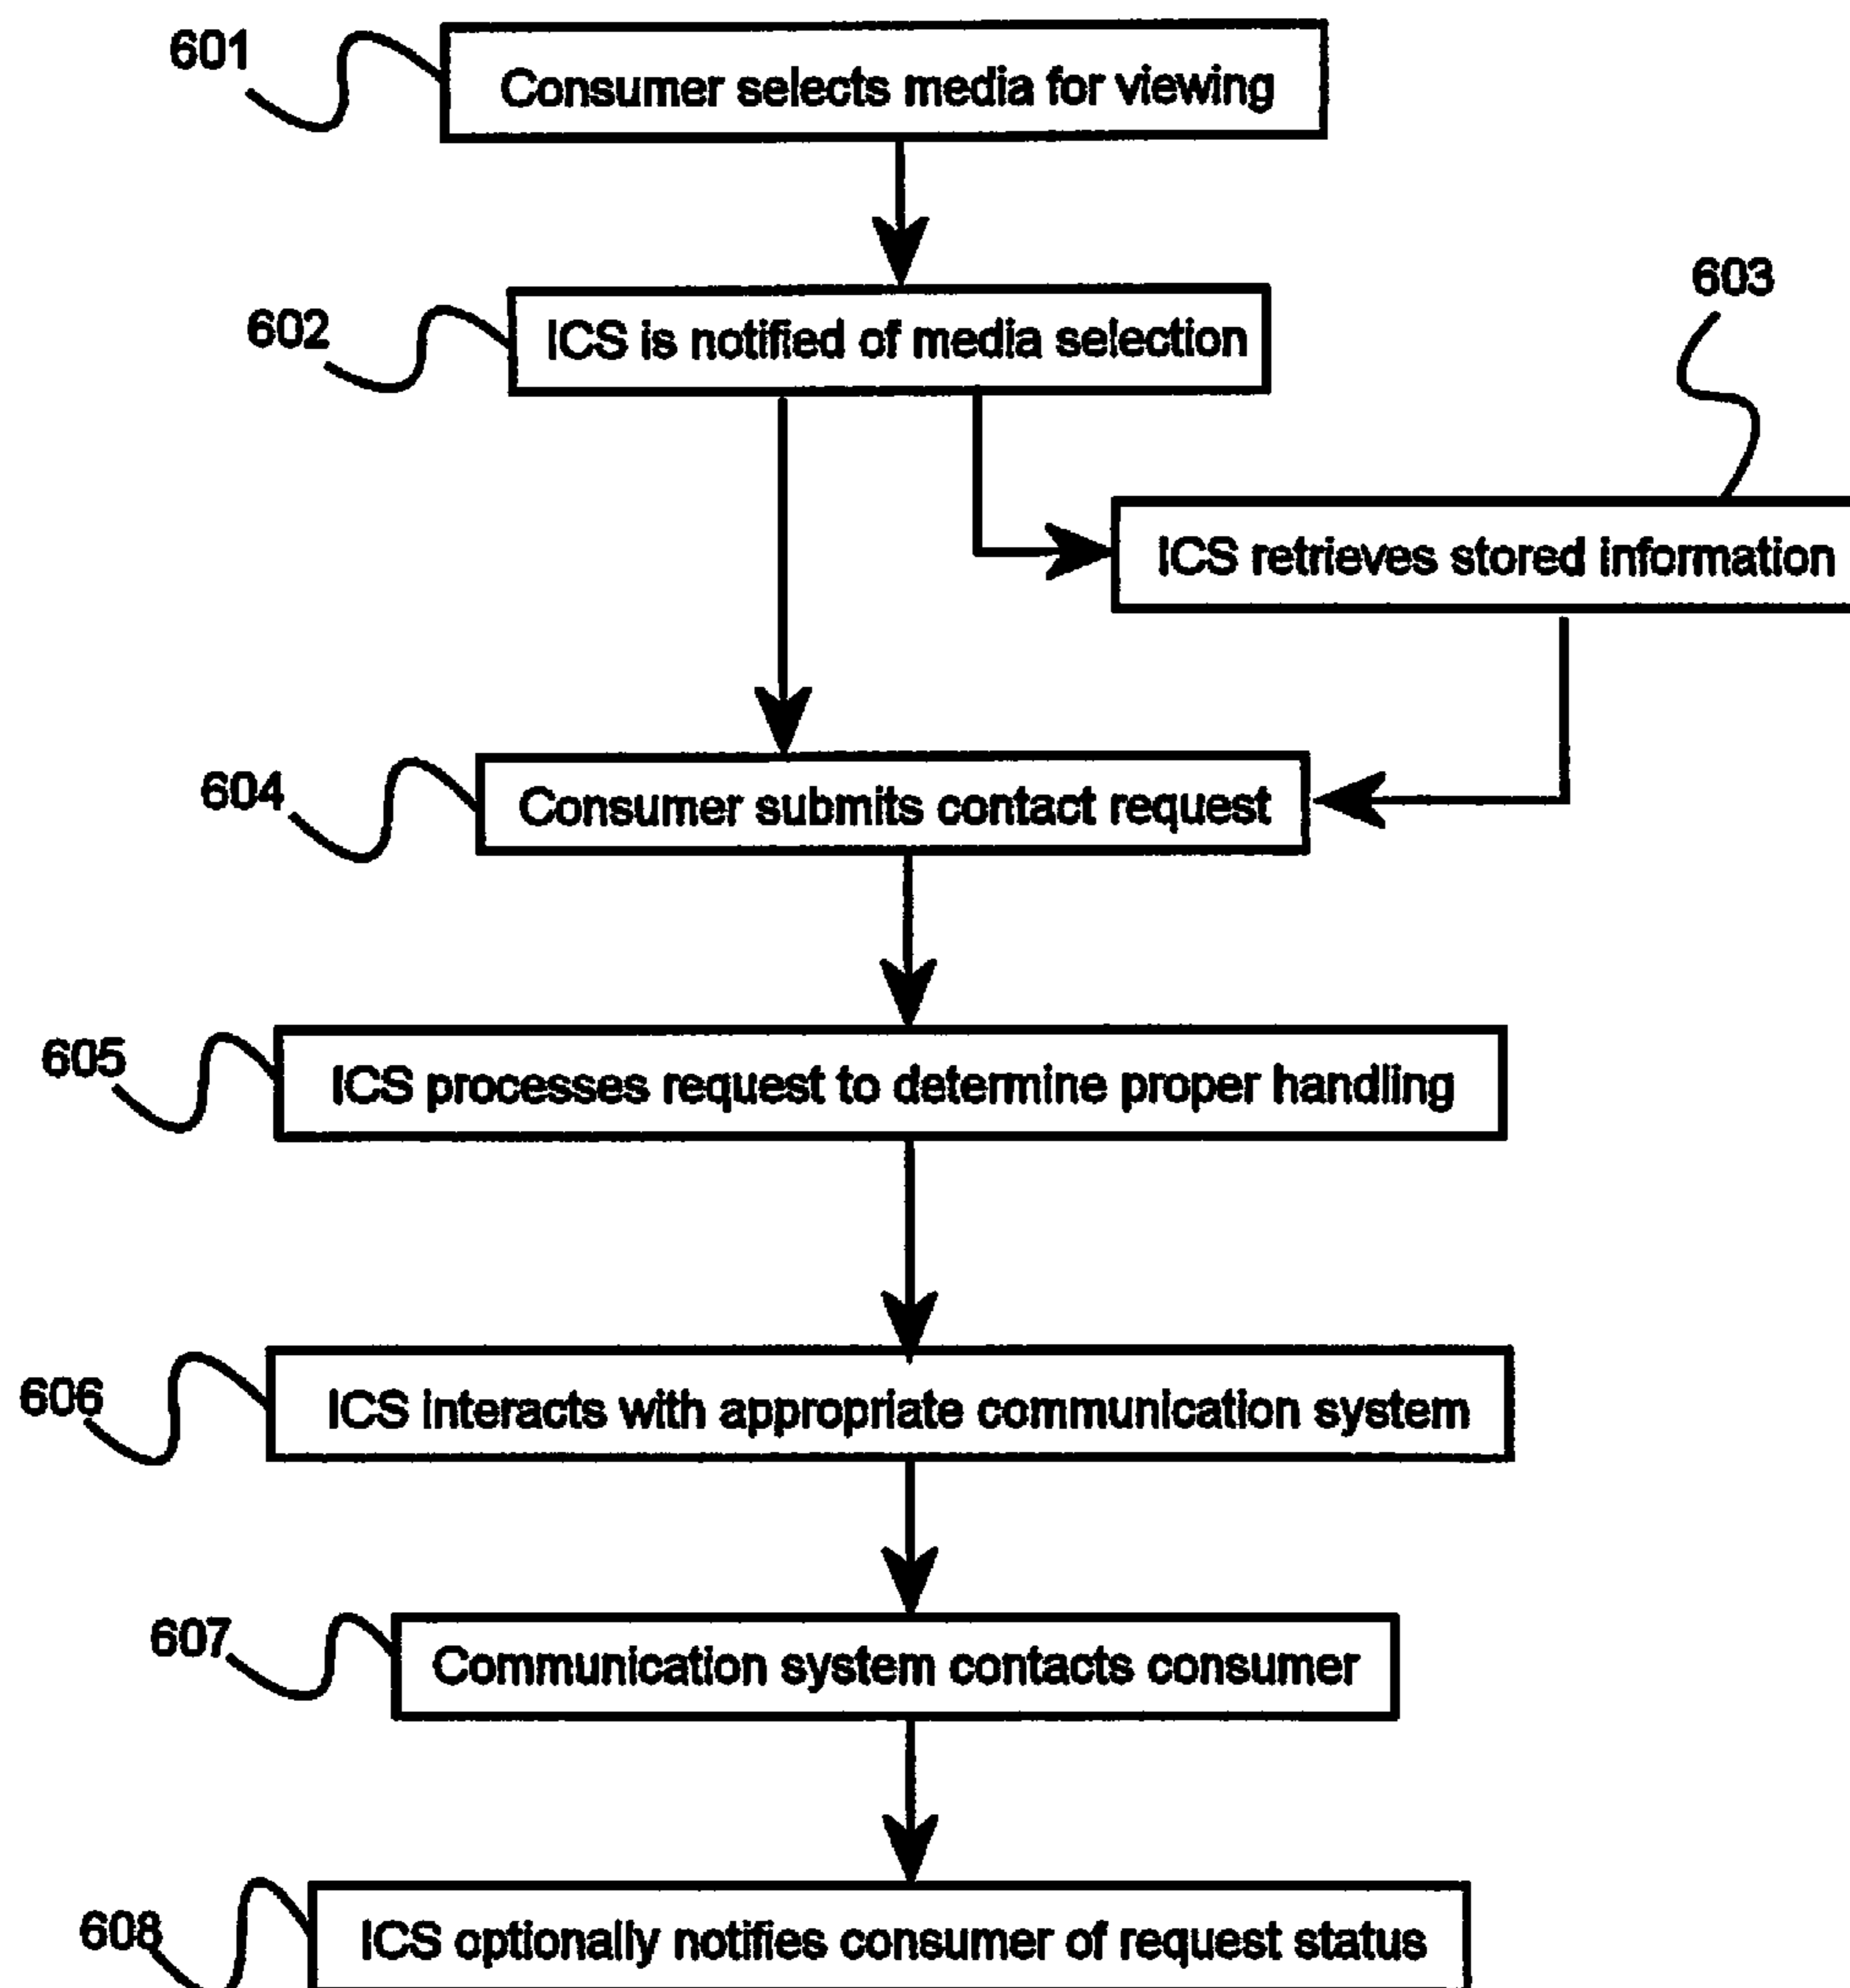 601
Consumer selects media for viewing
602
ICS is notified of media selection
603
ICS retrieves stored information
604
Consumer submits contact request
605
ICS processes request to determine proper handling
606
ICS interacts with appropriate communication system
607
Communication system contacts consumer
608
ICS optionally notifies consumer of request status